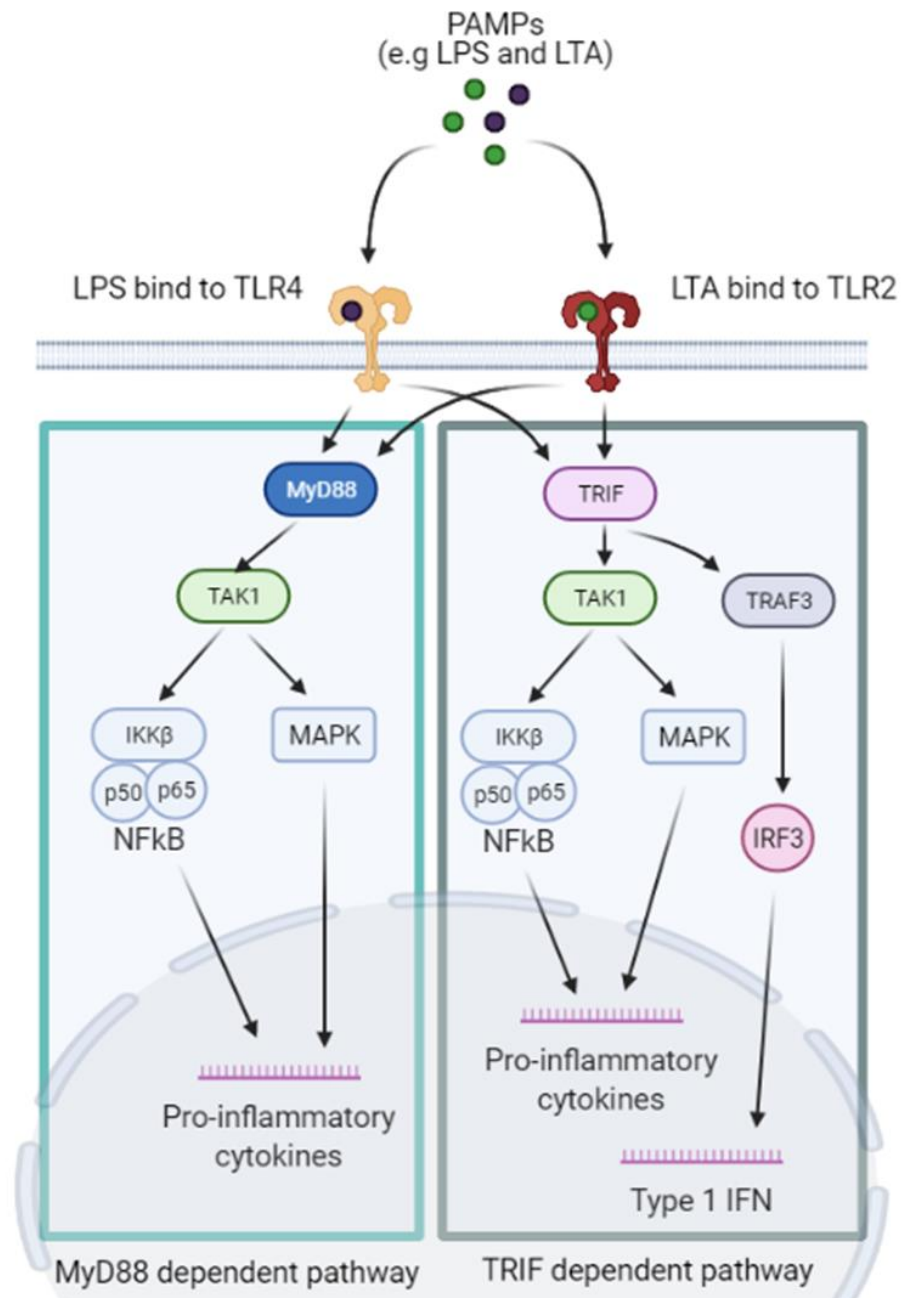 PAMPs
(e.g LPS and LTA)
LPS bind to TLR4
LTA bind to TLR2
MyD88
TAK1
IKKβ
MAPK
p50
p65
NFkB
Pro-inflammatory
cytokines
MyD88 dependent pathway
TRIF
TAK1
TRAF3
IKKβ
MAPK
p50
p65
NFkB
IRF3
Pro-inflammatory
cytokines
Type 1 IFN
TRIF dependent pathway